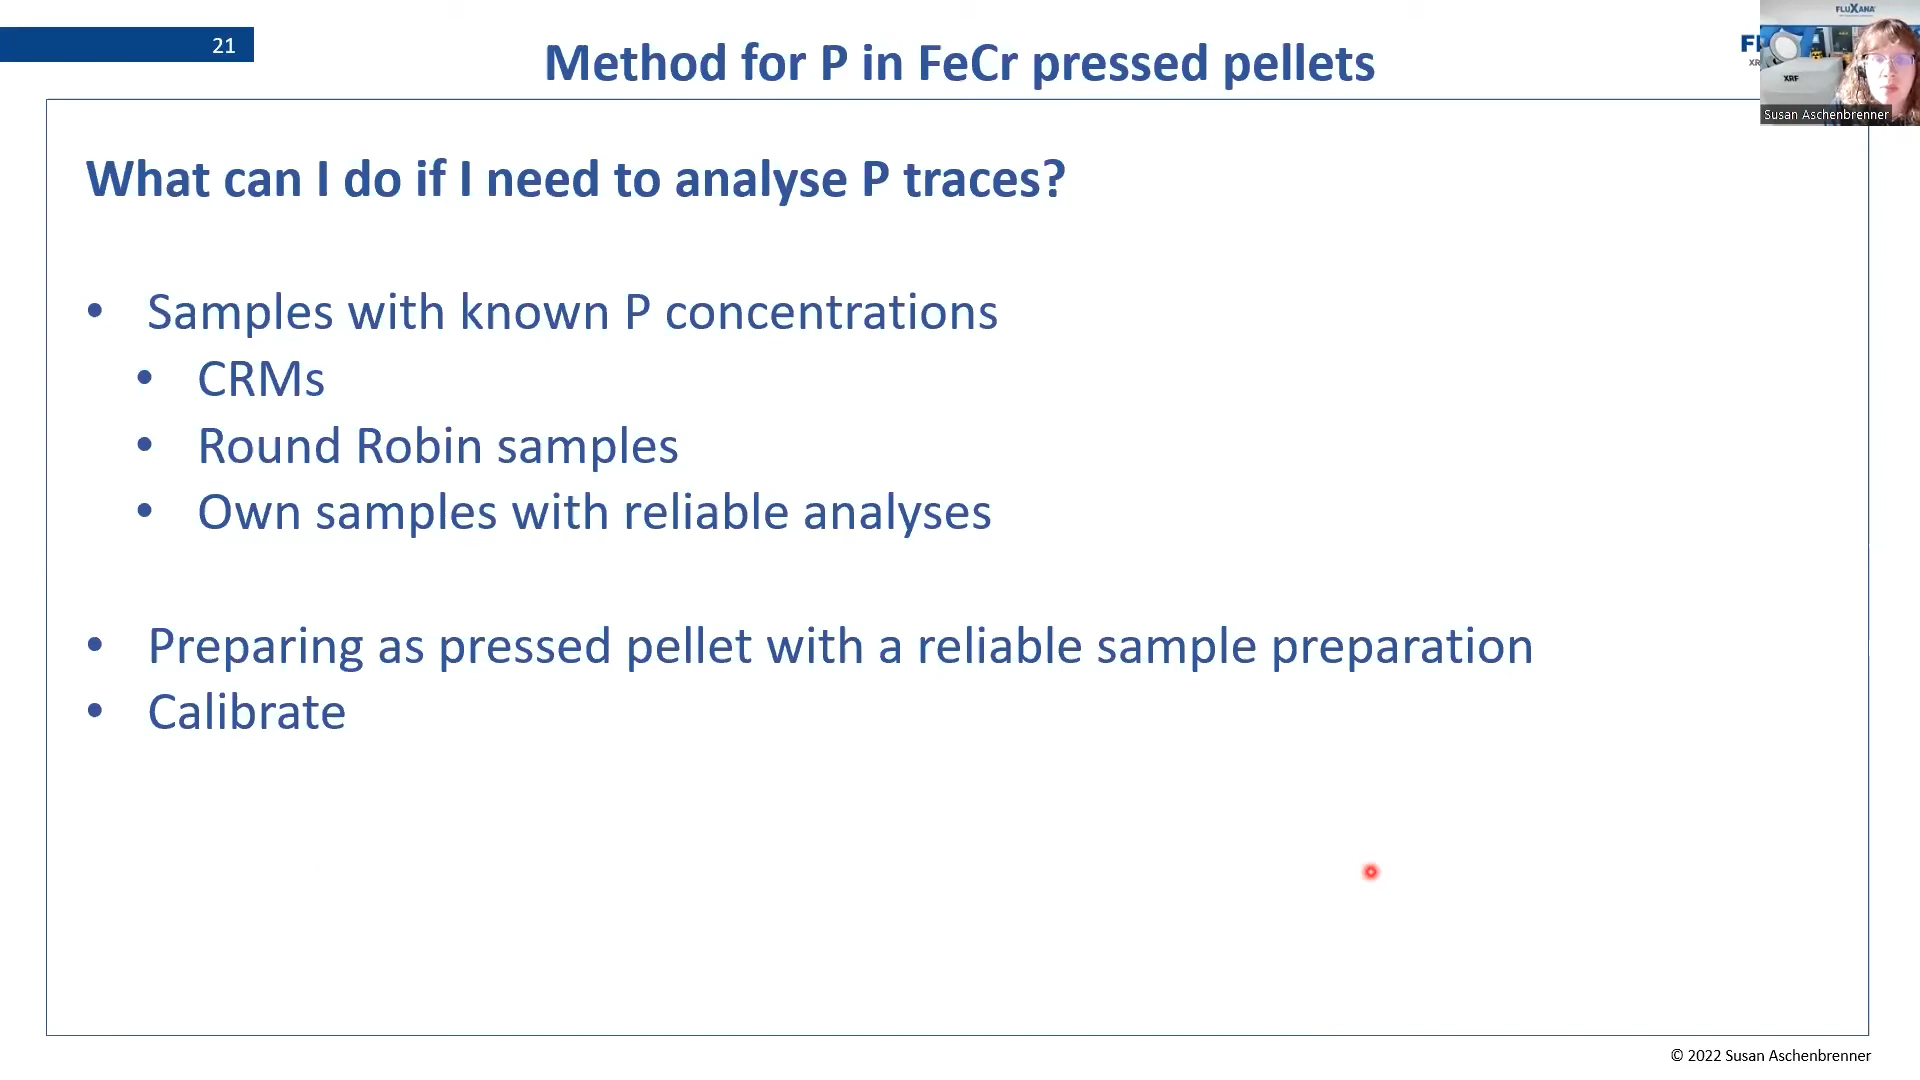 21
Method for P in FeCr pressed pellets
FLUXANA
XRF
Susan Aschenbrenner
What can I do if I need to analyse P traces?
• Samples with known P concentrations
• CRMs
• Round Robin samples
• Own samples with reliable analyses
• Preparing as pressed pellet with a reliable sample preparation
• Calibrate
© 2022 Susan Aschenbrenner